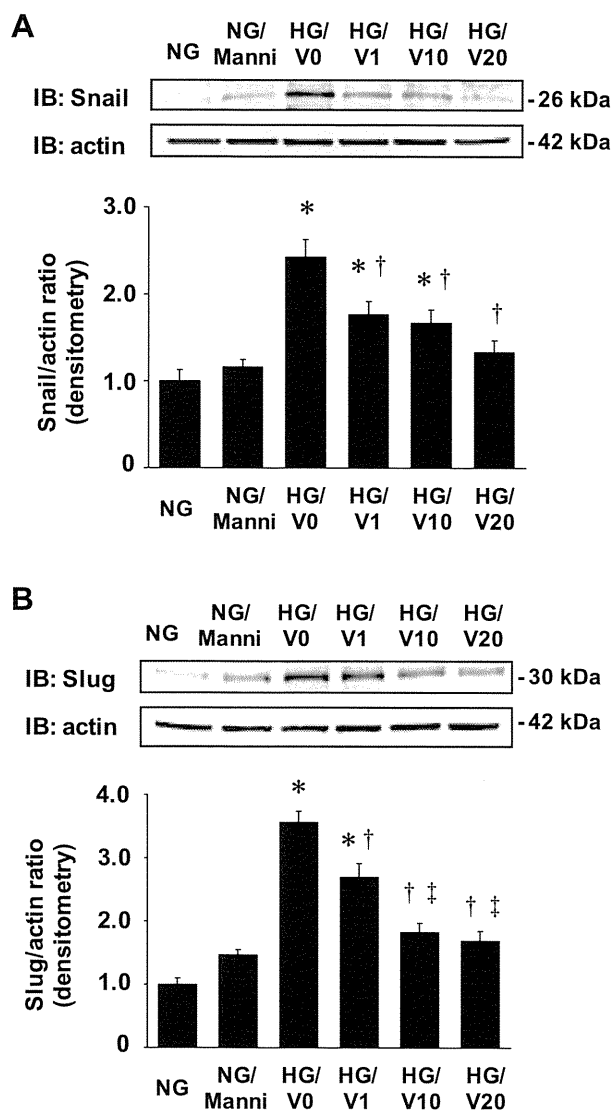 A
NG NG/Manni HG/V0 HG/V1 HG/V10 HG/V20
IB: Snail - 26 kDa
IB: actin - 42 kDa
Snail/actin ratio
(densitometry)
3.0
2.0
1.0
0
*
* †
* †
†
NG NG/Manni HG/V0 HG/V1 HG/V10 HG/V20
B
NG NG/Manni HG/V0 HG/V1 HG/V10 HG/V20
IB: Slug - 30 kDa
IB: actin - 42 kDa
Slug/actin ratio
(densitometry)
4.0
3.0
2.0
1.0
0
*
* †
† ‡
† ‡
NG NG/Manni HG/V0 HG/V1 HG/V10 HG/V20